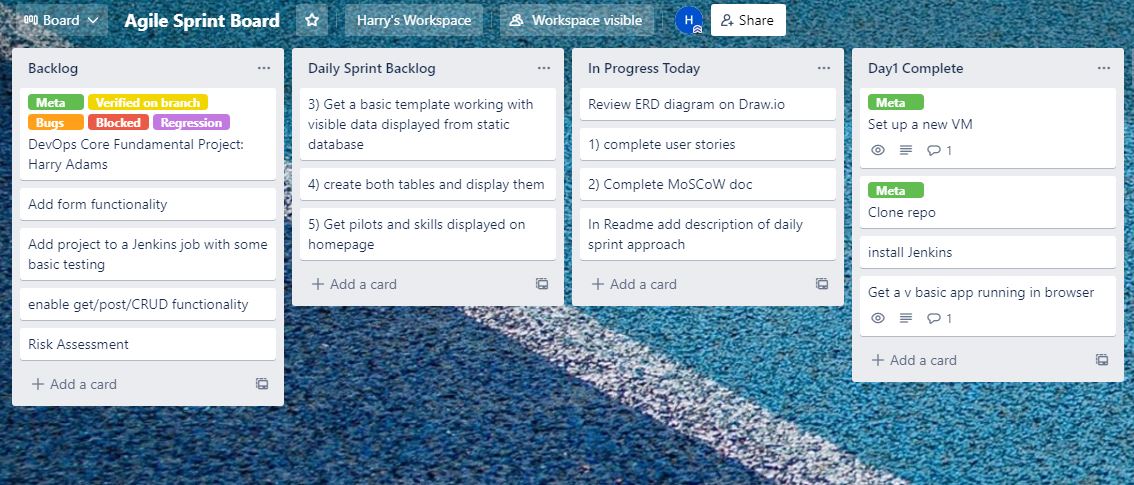 Board
Agile Sprint Board
Harry's Workspace
Workspace visible
H
Share
Backlog
Meta
Verified on branch
Bugs
Blocked
Regression
DevOps Core Fundamental Project:
Harry Adams
Add form functionality
Add project to a Jenkins job with some
basic testing
enable get/post/CRUD functionality
Risk Assessment
+ Add a card
Daily Sprint Backlog
3) Get a basic template working with
visible data displayed from static
database
4) create both tables and display them
5) Get pilots and skills displayed on
homepage
+ Add a card
In Progress Today
Review ERD diagram on Draw.io
1) complete user stories
2) Complete MoSCoW doc
In Readme add description of daily
sprint approach
+ Add a card
Day1 Complete
Meta
Set up a new VM
1
Meta
Clone repo
install Jenkins
Get a v basic app running in browser
1
+ Add a card